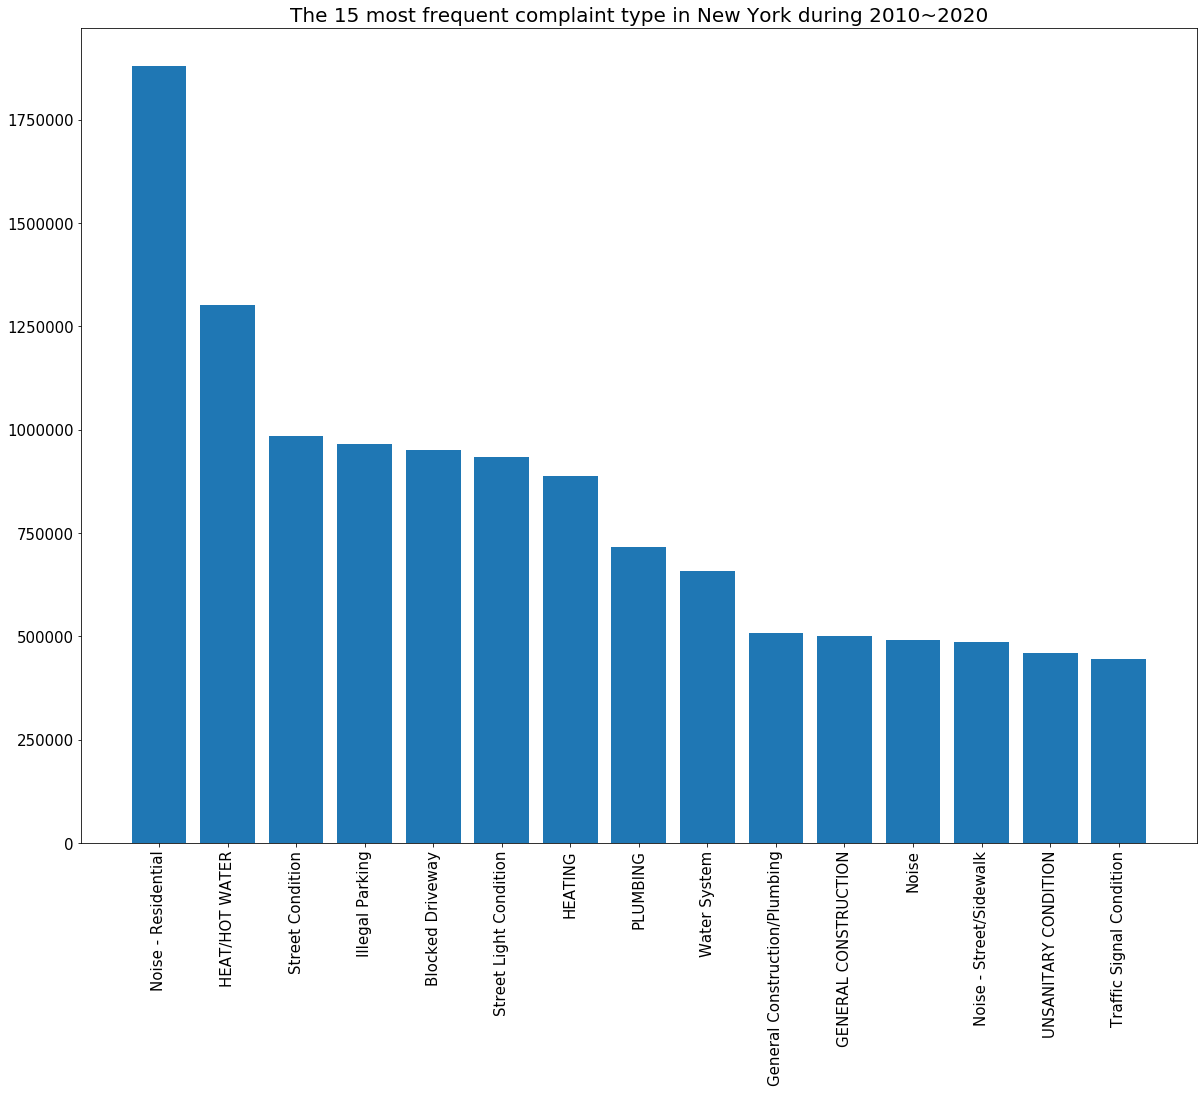 The 15 most frequent complaint type in New York during 2010~2020
1750000
1500000
1250000
1000000
750000
500000
250000
0
Noise - Residential
HEAT/HOT WATER
Street Condition
Illegal Parking
Blocked Driveway
Street Light Condition
HEATING
PLUMBING
Water System
General Construction/Plumbing
GENERAL CONSTRUCTION
Noise
Noise - Street/Sidewalk
UNSANITARY CONDITION
Traffic Signal Condition